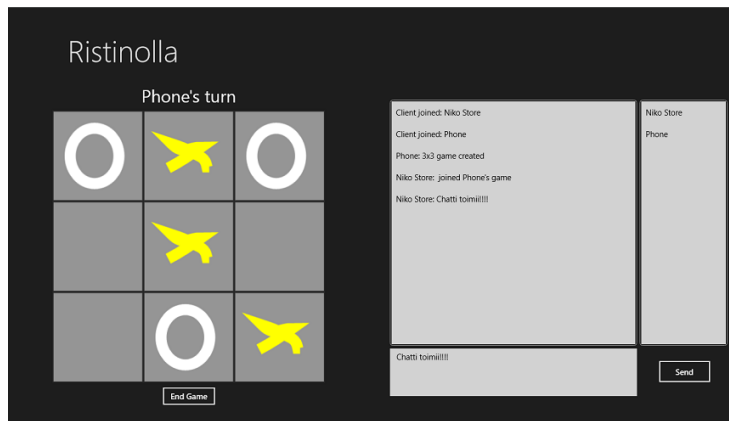 Ristinolla
Phone's turn
End Game
Client joined: Niko Store
Client joined: Phone
Phone: 3x3 game created
Niko Store:  joined Phone's game
Niko Store: Chatti toimii!!!!
Niko Store
Phone
Chatti toimii!!!!
Send